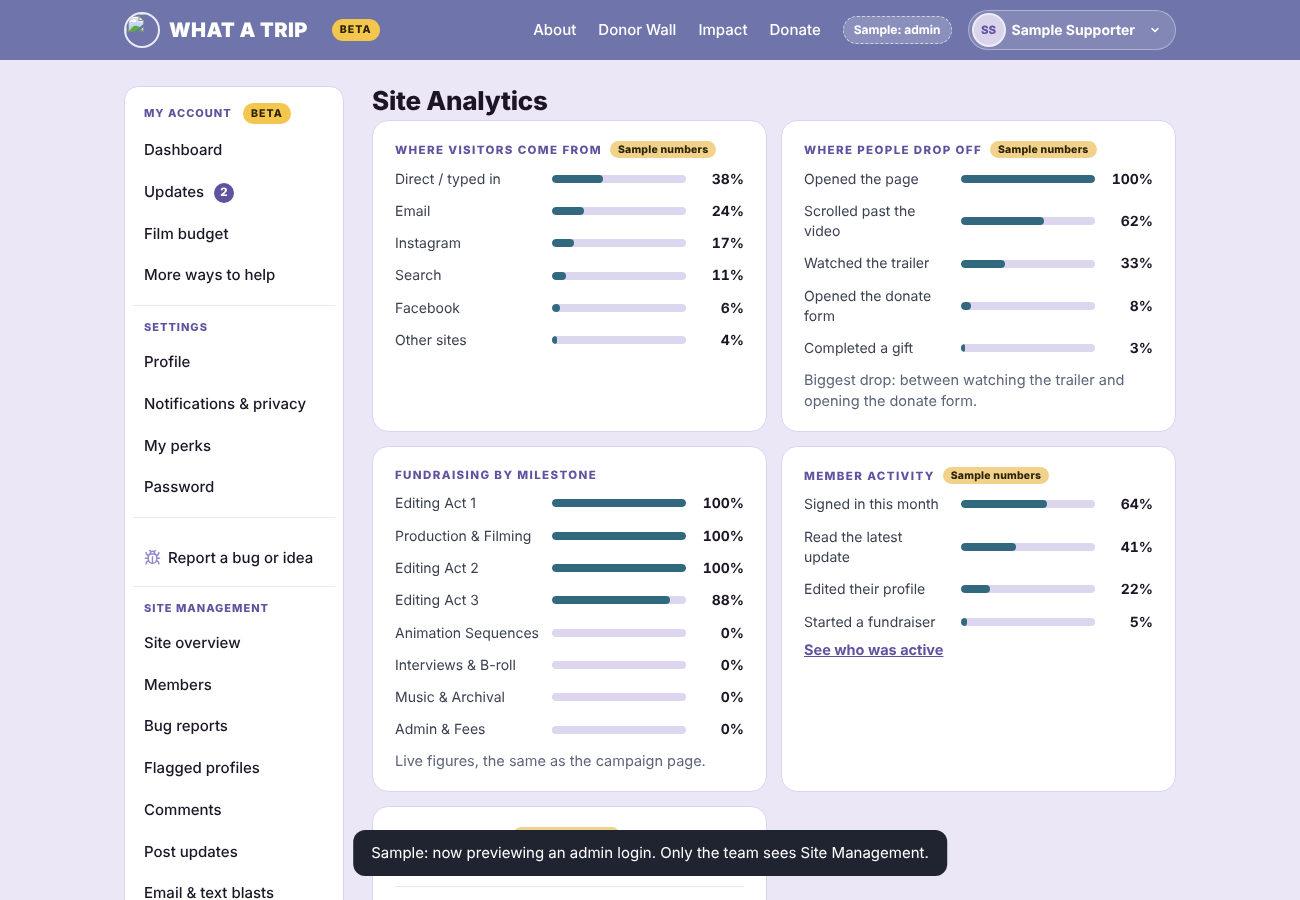 WHAT A TRIP BETA About Donor Wall Impact Donate Sample: admin SS Sample Supporter
MY ACCOUNT BETA
Dashboard
Updates 2
Film budget
More ways to help
SETTINGS
Profile
Notifications & privacy
My perks
Password
Report a bug or idea
SITE MANAGEMENT
Site overview
Members
Bug reports
Flagged profiles
Comments
Post updates
Email & text blasts
Site Analytics
WHERE VISITORS COME FROM Sample numbers
Direct / typed in 38%
Email 24%
Instagram 17%
Search 11%
Facebook 6%
Other sites 4%
WHERE PEOPLE DROP OFF Sample numbers
Opened the page 100%
Scrolled past the
video 62%
Watched the trailer 33%
Opened the donate
form 8%
Completed a gift 3%
Biggest drop: between watching the trailer and
opening the donate form.
FUNDRAISING BY MILESTONE
Editing Act 1 100%
Production & Filming 100%
Editing Act 2 100%
Editing Act 3 88%
Animation Sequences 0%
Interviews & B-roll 0%
Music & Archival 0%
Admin & Fees 0%
Live figures, the same as the campaign page.
MEMBER ACTIVITY Sample numbers
Signed in this month 64%
Read the latest
update 41%
Edited their profile 22%
Started a fundraiser 5%
See who was active
Sample: now previewing an admin login. Only the team sees Site Management.